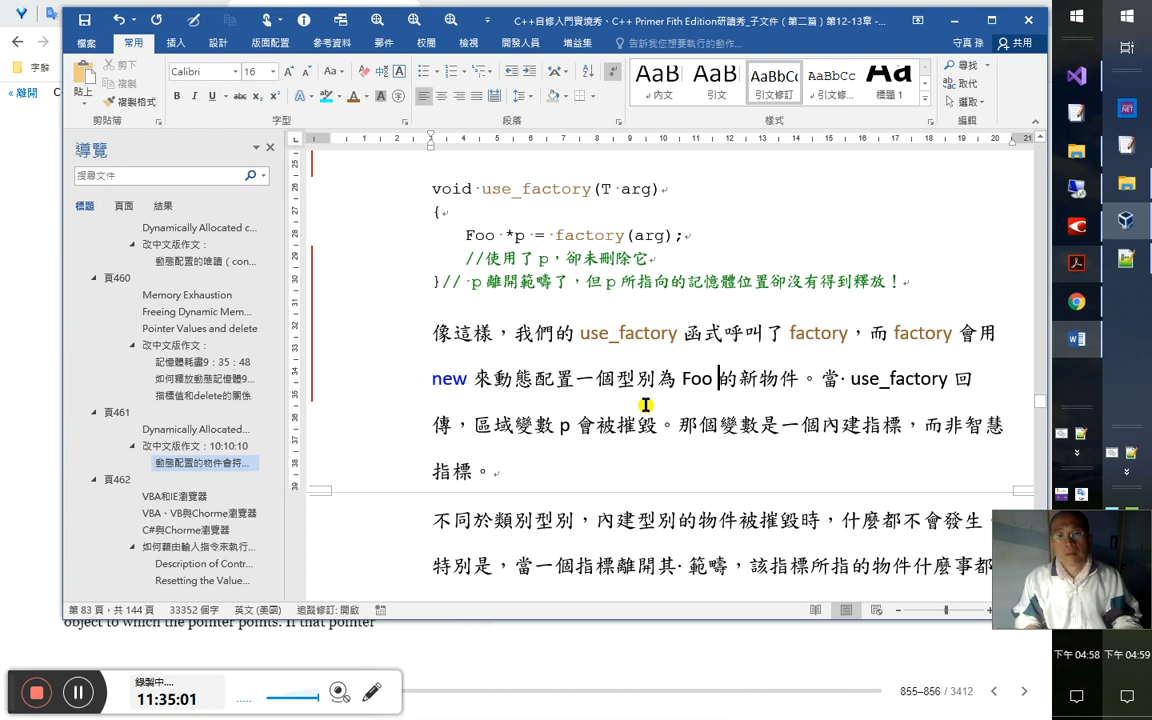 C++自修入門實境秀、C++ Primer Fith Edition研讀秀_子文件（第二篇）第12-13章 - ...
檔案
常用
插入
設計
版面配置
參考資料
郵件
校閱
檢視
開發人員
增益集
告訴我您想要執行的動作...
守真 孫
共用
字齡
« 離開
貼上
剪下
複製
複製格式
剪貼簿
Calibri
16
字型
段落
AaBb
內文
AaBb
引文
AaBbCc
引文修訂
AaBbCc
引文修...
AaBb
標題 1
樣式
尋找
取代
選取
編輯
導覽
搜尋文件
標題
頁面
結果
Dynamically Allocated c...
改中文版作文：
動態配置的唯讀（con...
頁460
Memory Exhaustion
Freeing Dynamic Mem...
Pointer Values and delete
改中文版作文：
記憶體耗盡9：35：48
如何釋放動態記憶體9...
指標值和delete的關係
頁461
Dynamically Allocated...
改中文版作文：10:10:10
動態配置的物件會持...
頁462
VBA和IE瀏覽器
VBA、VB與Chorme瀏覽器
C#與Chorme瀏覽器
如何藉由輸入指令來執行...
Description of Contr...
Resetting the Value...
void use_factory(T arg)
{
Foo *p = factory(arg);
//使用了 p，卻未刪除它
}// p 離開範疇了，但 p 所指向的記憶體位置卻沒有得到釋放！
像這樣，我們的 use_factory 函式呼叫了 factory，而 factory 會用
new 來動態配置一個型別為 Foo 的新物件。當 use_factory 回
傳，區域變數 p 會被摧毀。那個變數是一個內建指標，而非智慧
指標。
不同於類別型別，內建型別的物件被摧毀時，什麼都不會發生。
特別是，當一個指標離開其 範疇，該指標所指的物件什麼事都
第 83 頁，共 144 頁
33352 個字
英文 (美國)
追蹤修訂: 開啟
object to which the pointer points. If that pointer
錄製中....
11:35:01
855–856 / 3412
下午 04:58
下午 04:59